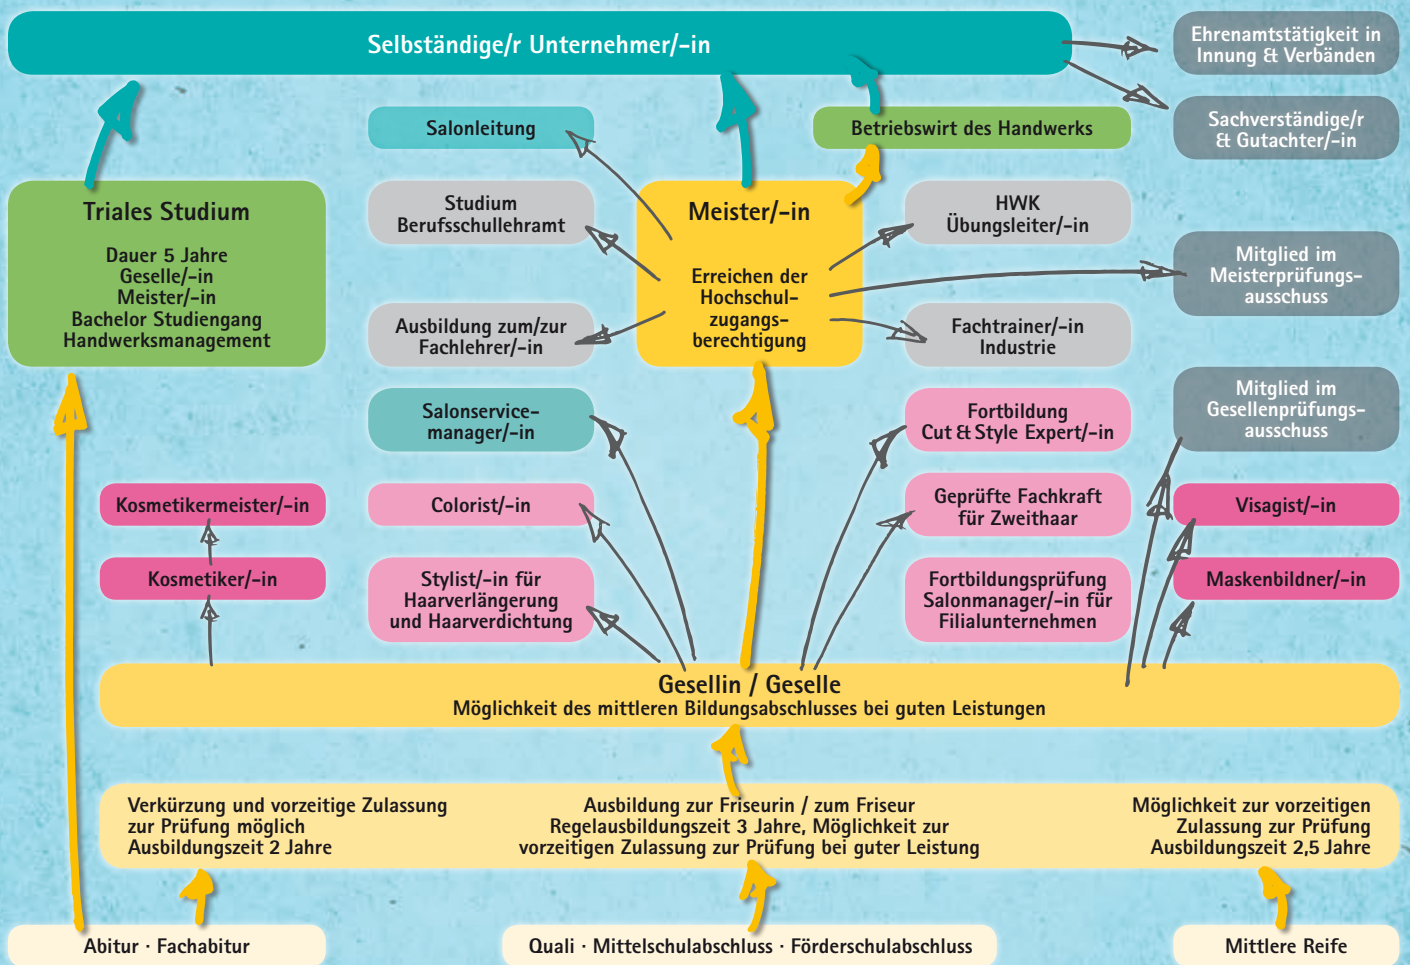 Selbständige/r Unternehmer/-in
Ehrenamtstätigkeit in
Innung & Verbänden
Salonleitung
Betriebswirt des Handwerks
Sachverständige/r
& Gutachter/-in
Triales Studium
Dauer 5 Jahre
Geselle/-in
Meister/-in
Bachelor Studiengang
Handwerksmanagement
Studium
Berufsschullehramt
Meister/-in
Erreichen der
Hochschul-
zugangs-
berechtigung
HWK
Übungsleiter/-in
Mitglied im
Meisterprüfungs-
ausschuss
Ausbildung zum/zur
Fachlehrer/-in
Fachtrainer/-in
Industrie
Salonservice-
manager/-in
Fortbildung
Cut & Style Expert/-in
Mitglied im
Gesellenprüfungs-
ausschuss
Kosmetikermeister/-in
Colorist/-in
Geprüfte Fachkraft
für Zweithaar
Visagist/-in
Kosmetiker/-in
Stylist/-in für
Haarverlängerung
und Haarverdichtung
Fortbildungsprüfung
Salonmanager/-in für
Filialunternehmen
Maskenbildner/-in
Gesellin / Geselle
Möglichkeit des mittleren Bildungsabschlusses bei guten Leistungen
Verkürzung und vorzeitige Zulassung
zur Prüfung möglich
Ausbildungszeit 2 Jahre
Ausbildung zur Friseurin / zum Friseur
Regelausbildungszeit 3 Jahre, Möglichkeit zur
vorzeitigen Zulassung zur Prüfung bei guter Leistung
Möglichkeit zur vorzeitigen
Zulassung zur Prüfung
Ausbildungszeit 2,5 Jahre
Abitur · Fachabitur
Quali · Mittelschulabschluss · Förderschulabschluss
Mittlere Reife